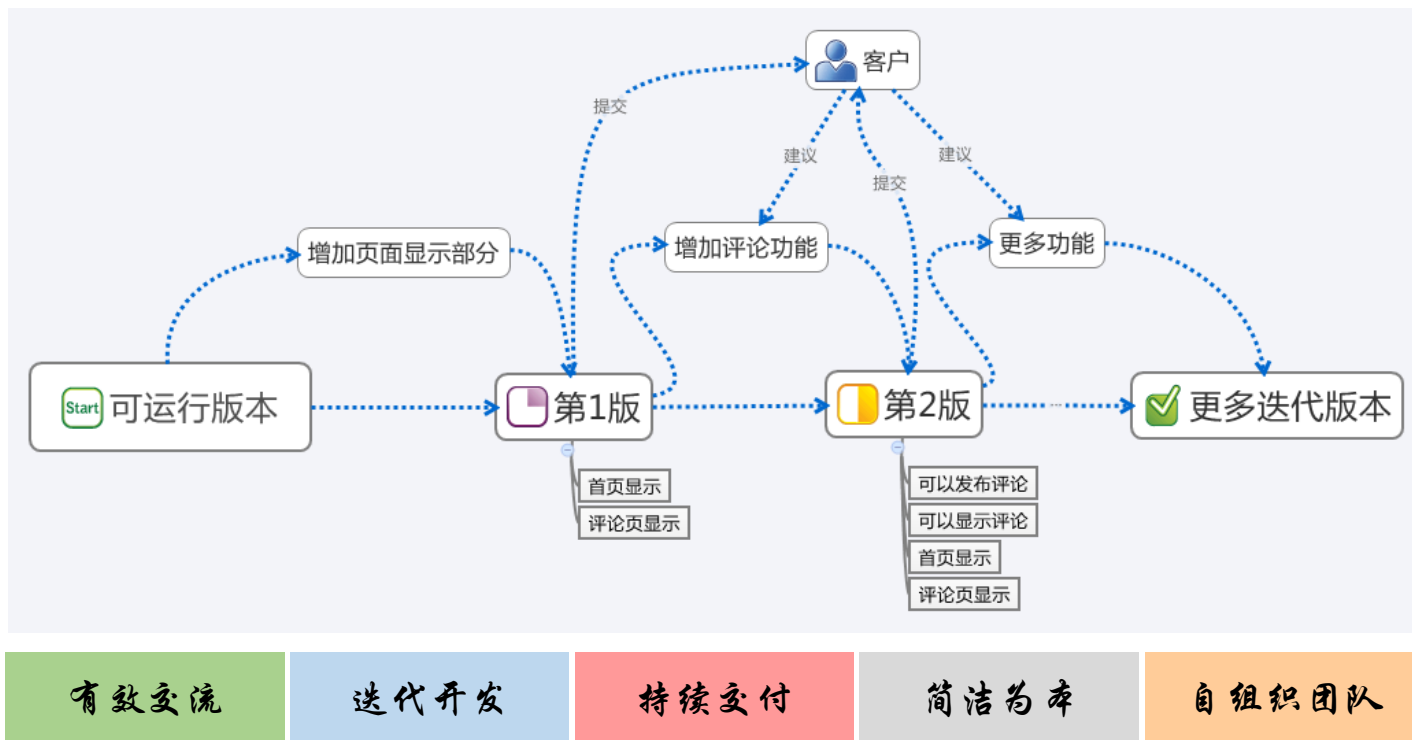 客户
提交
建议
建议
提交
增加页面显示部分
增加评论功能
更多功能
Start 可运行版本
第1版
第2版
...
更多迭代版本
首页显示
评论页显示
可以发布评论
可以显示评论
首页显示
评论页显示
有效交流
迭代开发
持续交付
简洁为本
自组织团队